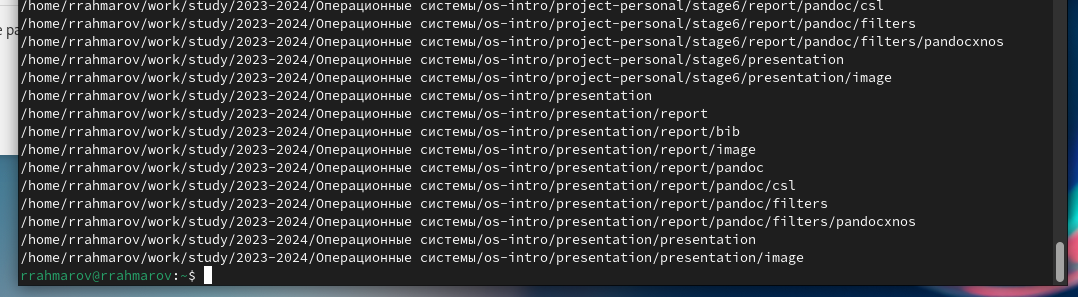 /home/rrahmarov/work/study/2023-2024/Операционные системы/os-intro/project-personal/stage6/report/pandoc/csl
/home/rrahmarov/work/study/2023-2024/Операционные системы/os-intro/project-personal/stage6/report/pandoc/filters
/home/rrahmarov/work/study/2023-2024/Операционные системы/os-intro/project-personal/stage6/report/pandoc/filters/pandocxnos
/home/rrahmarov/work/study/2023-2024/Операционные системы/os-intro/project-personal/stage6/presentation
/home/rrahmarov/work/study/2023-2024/Операционные системы/os-intro/project-personal/stage6/presentation/image
/home/rrahmarov/work/study/2023-2024/Операционные системы/os-intro/presentation
/home/rrahmarov/work/study/2023-2024/Операционные системы/os-intro/presentation/report
/home/rrahmarov/work/study/2023-2024/Операционные системы/os-intro/presentation/report/bib
/home/rrahmarov/work/study/2023-2024/Операционные системы/os-intro/presentation/report/image
/home/rrahmarov/work/study/2023-2024/Операционные системы/os-intro/presentation/report/pandoc
/home/rrahmarov/work/study/2023-2024/Операционные системы/os-intro/presentation/report/pandoc/csl
/home/rrahmarov/work/study/2023-2024/Операционные системы/os-intro/presentation/report/pandoc/filters
/home/rrahmarov/work/study/2023-2024/Операционные системы/os-intro/presentation/report/pandoc/filters/pandocxnos
/home/rrahmarov/work/study/2023-2024/Операционные системы/os-intro/presentation/presentation
/home/rrahmarov/work/study/2023-2024/Операционные системы/os-intro/presentation/presentation/image
rrahmarov@rrahmarov:~$